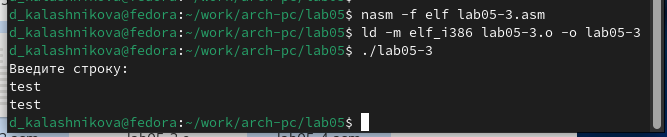 d_kalashnikova@fedora:~/work/arch-pc/lab05$ nasm -f elf lab05-3.asm
d_kalashnikova@fedora:~/work/arch-pc/lab05$ ld -m elf_i386 lab05-3.o -o lab05-3
d_kalashnikova@fedora:~/work/arch-pc/lab05$ ./lab05-3
Введите строку:
test
test
d_kalashnikova@fedora:~/work/arch-pc/lab05$